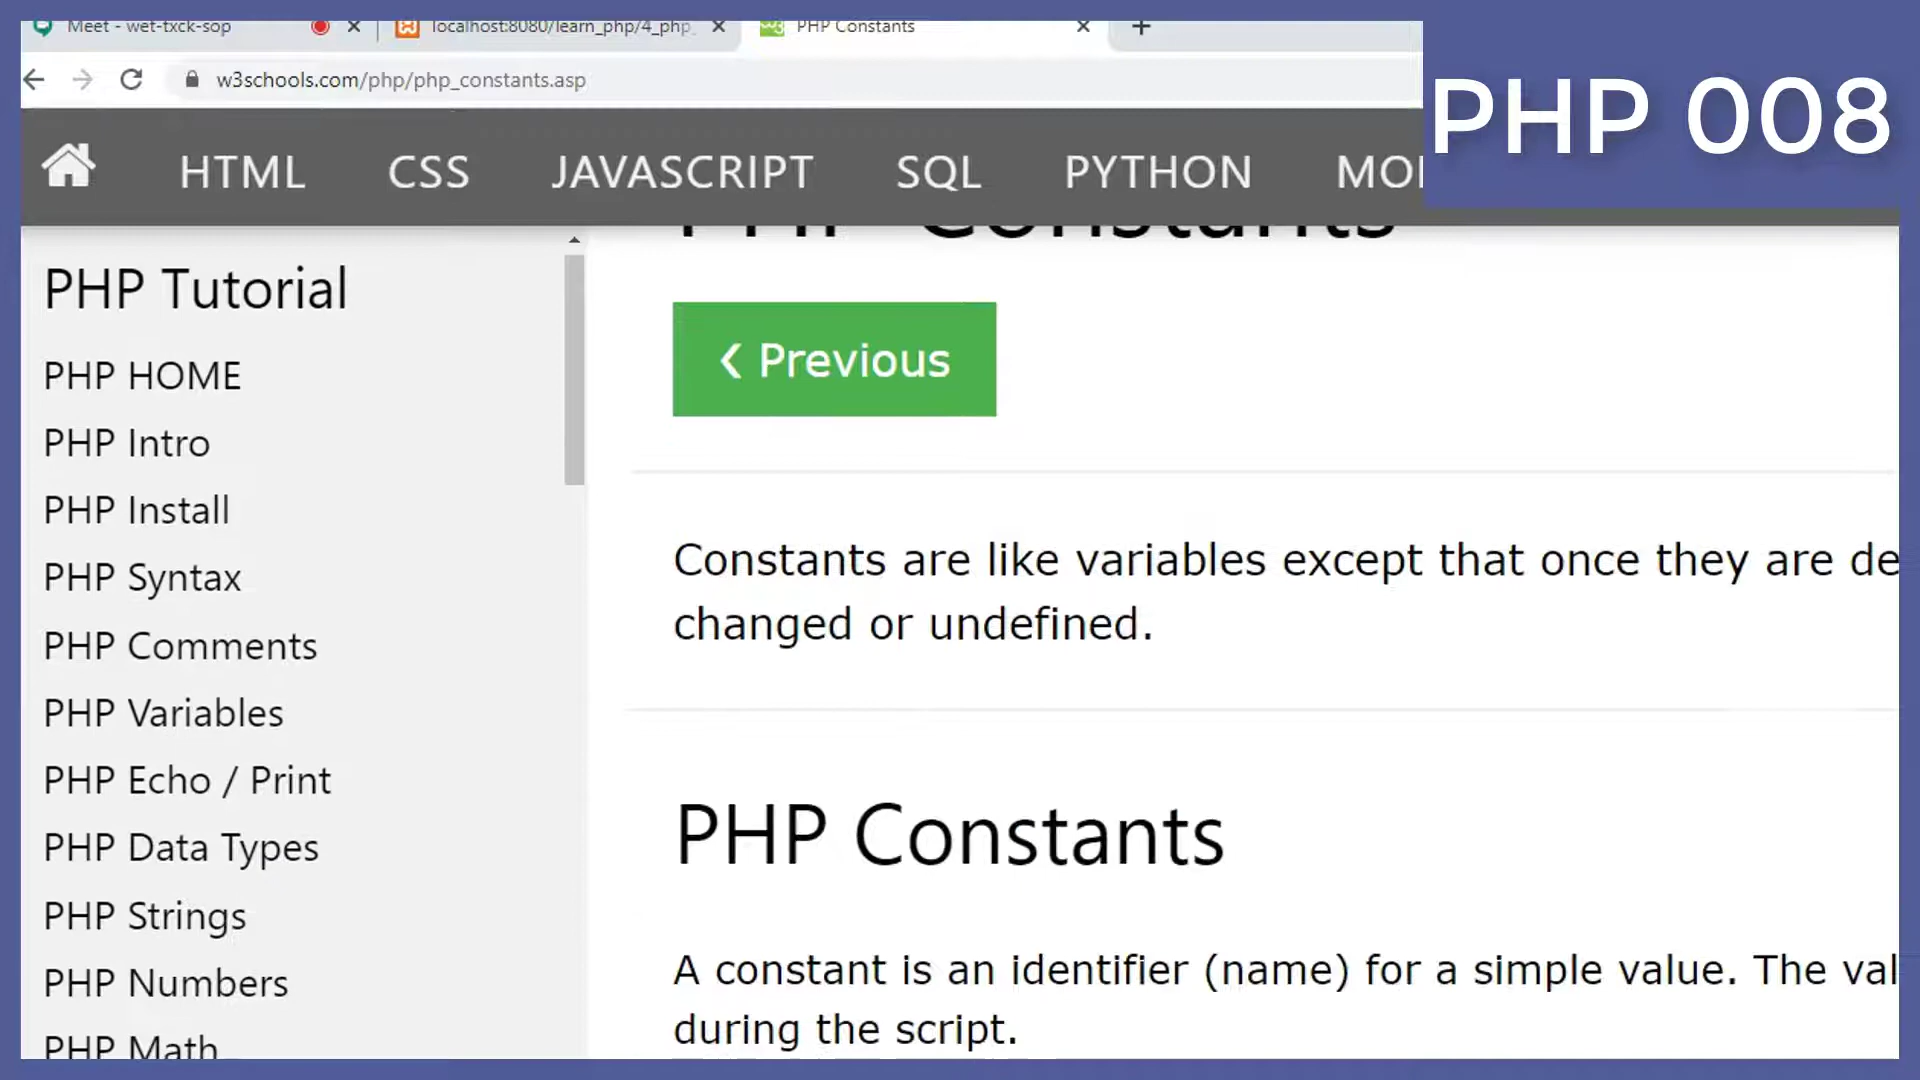 Meet - wet-txck-sop
localhost:8080/learn_php/4_php_
PHP Constants
w3schools.com/php/php_constants.asp
PHP 008
HTML
CSS
JAVASCRIPT
SQL
PYTHON
PHP Constants
PHP Tutorial
PHP HOME
PHP Intro
PHP Install
PHP Syntax
PHP Comments
PHP Variables
PHP Echo / Print
PHP Data Types
PHP Strings
PHP Numbers
PHP Math
❮ Previous
Constants are like variables except that once they are de
changed or undefined.
PHP Constants
A constant is an identifier (name) for a simple value. The val
during the script.